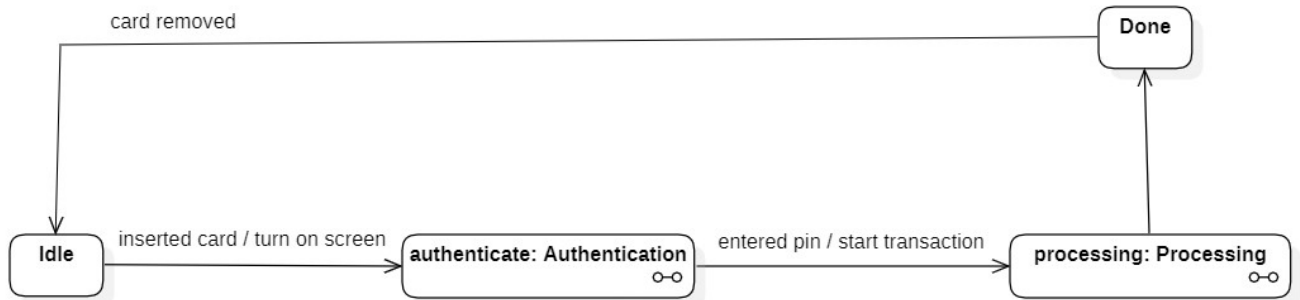 card removed
Done
Idle
inserted card / turn on screen
authenticate: Authentication
entered pin / start transaction
processing: Processing